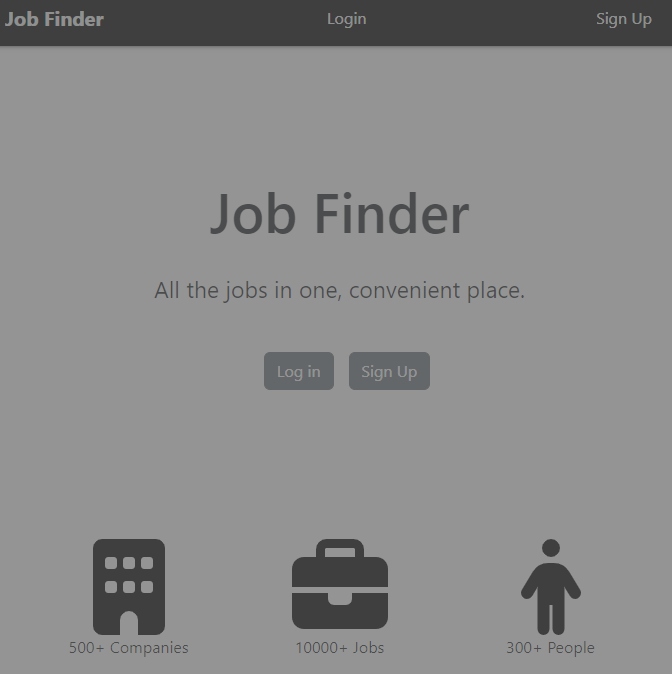 Job Finder Login Sign Up
Job Finder
All the jobs in one, convenient place.
Log in Sign Up
500+ Companies 10000+ Jobs 300+ People